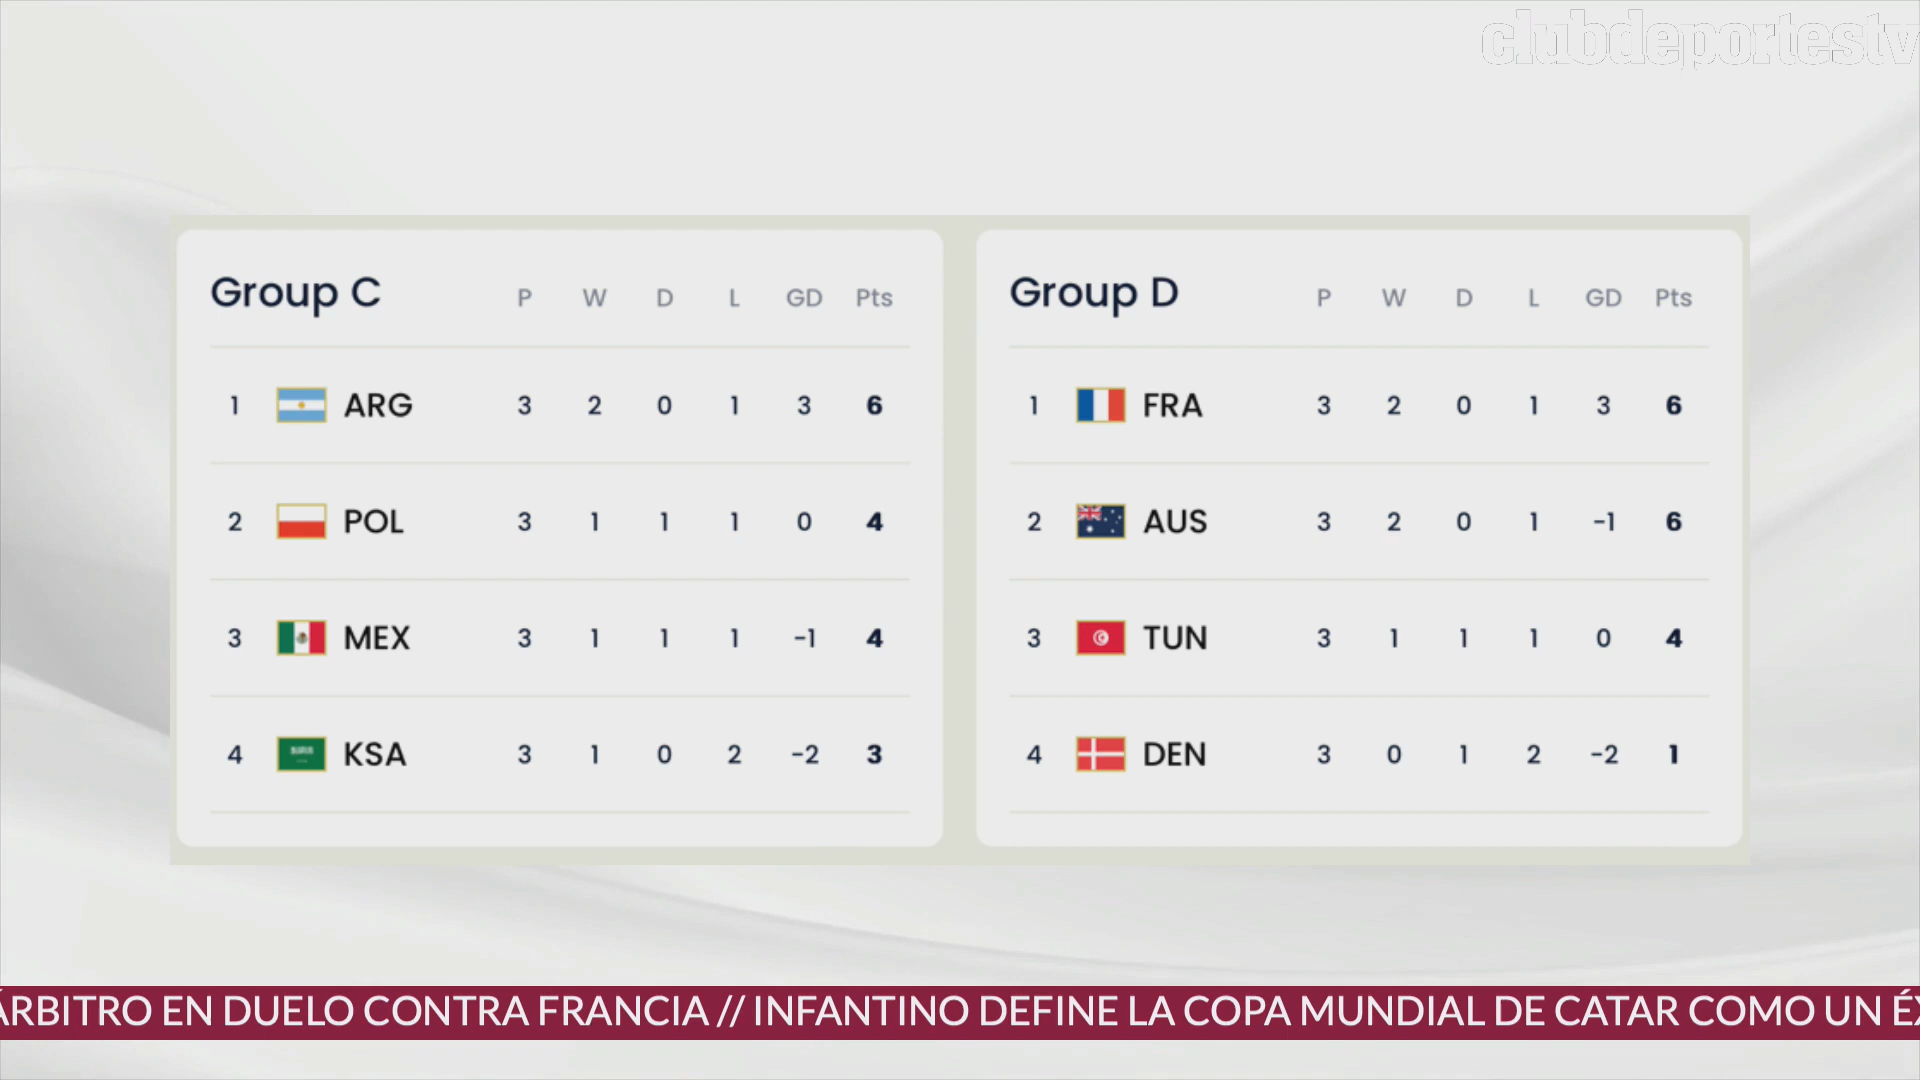 clubdeportestv
Group C P W D L GD Pts
1 ARG 3 2 0 1 3 6
2 POL 3 1 1 1 0 4
3 MEX 3 1 1 1 -1 4
4 KSA 3 1 0 2 -2 3
Group D P W D L GD Pts
1 FRA 3 2 0 1 3 6
2 AUS 3 2 0 1 -1 6
3 TUN 3 1 1 1 0 4
4 DEN 3 0 1 2 -2 1
ÁRBITRO EN DUELO CONTRA FRANCIA // INFANTINO DEFINE LA COPA MUNDIAL DE CATAR COMO UN